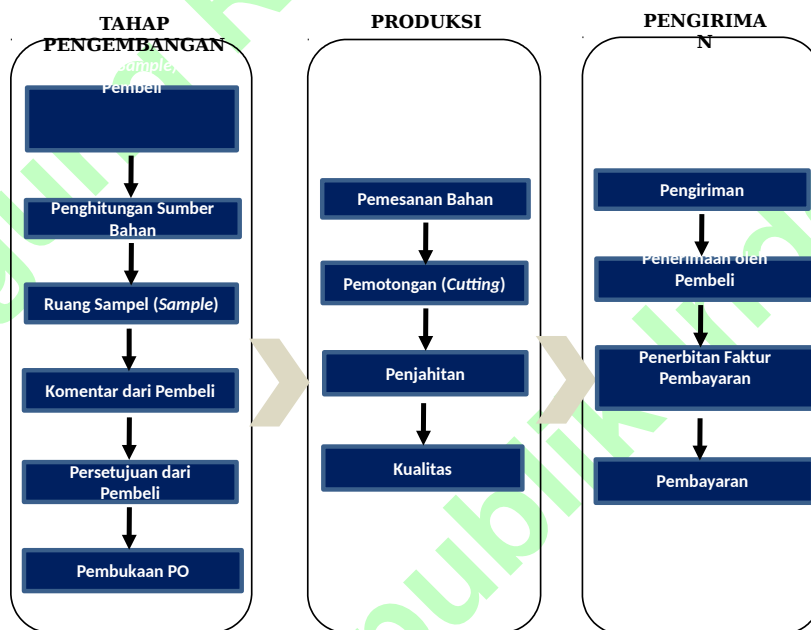 TAHAP
PENGEMBANGAN
Pembeli
Penghitungan Sumber
Bahan
Ruang Sampel (Sample)
Komentar dari Pembeli
Persetujuan dari
Pembeli
Pembukaan PO
PRODUKSI
Pemesanan Bahan
Pemotongan (Cutting)
Penjahitan
Kualitas
PENGIRIMA
N
Pengiriman
Penerimaan oleh
Pembeli
Penerbitan Faktur
Pembayaran
Pembayaran